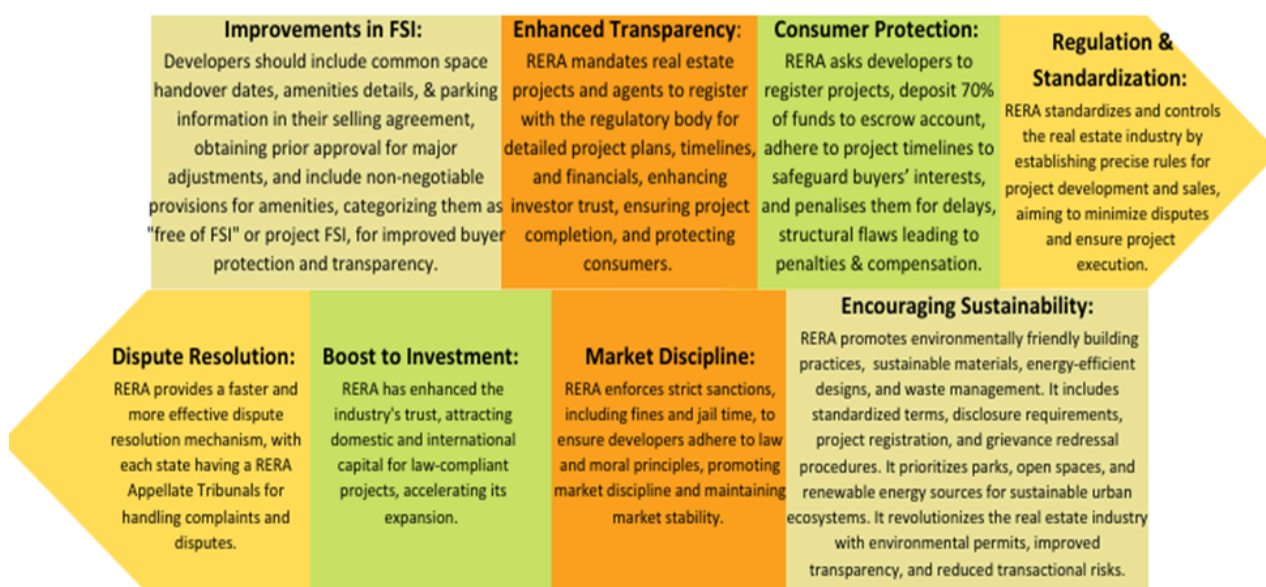 Improvements in FSI:
Developers should include common space
handover dates, amenities details, & parking
information in their selling agreement,
obtaining prior approval for major
adjustments, and include non-negotiable
provisions for amenities, categorizing them as
"free of FSI" or project FSI, for improved buyer
protection and transparency.
Enhanced Transparency:
RERA mandates real estate
projects and agents to register
with the regulatory body for
detailed project plans, timelines,
and financials, enhancing
investor trust, ensuring project
completion, and protecting
consumers.
Consumer Protection:
RERA asks developers to
register projects, deposit 70%
of funds to escrow account,
adhere to project timelines to
safeguard buyers’ interests,
and penalises them for delays,
structural flaws leading to
penalties & compensation.
Regulation &
Standardization:
RERA standardizes and controls
the real estate industry by
establishing precise rules for
project development and sales,
aiming to minimize disputes
and ensure project
execution.
Dispute Resolution:
RERA provides a faster and
more effective dispute
resolution mechanism, with
each state having a RERA
Appellate Tribunals for
handling complaints and
disputes.
Boost to Investment:
RERA has enhanced the
industry's trust, attracting
domestic and international
capital for law-compliant
projects, accelerating its
expansion.
Market Discipline:
RERA enforces strict sanctions,
including fines and jail time, to
ensure developers adhere to law
and moral principles, promoting
market discipline and maintaining
market stability.
Encouraging Sustainability:
RERA promotes environmentally friendly building
practices, sustainable materials, energy-efficient
designs, and waste management. It includes
standardized terms, disclosure requirements,
project registration, and grievance redressal
procedures. It prioritizes parks, open spaces, and
renewable energy sources for sustainable urban
ecosystems. It revolutionizes the real estate industry
with environmental permits, improved
transparency, and reduced transactional risks.